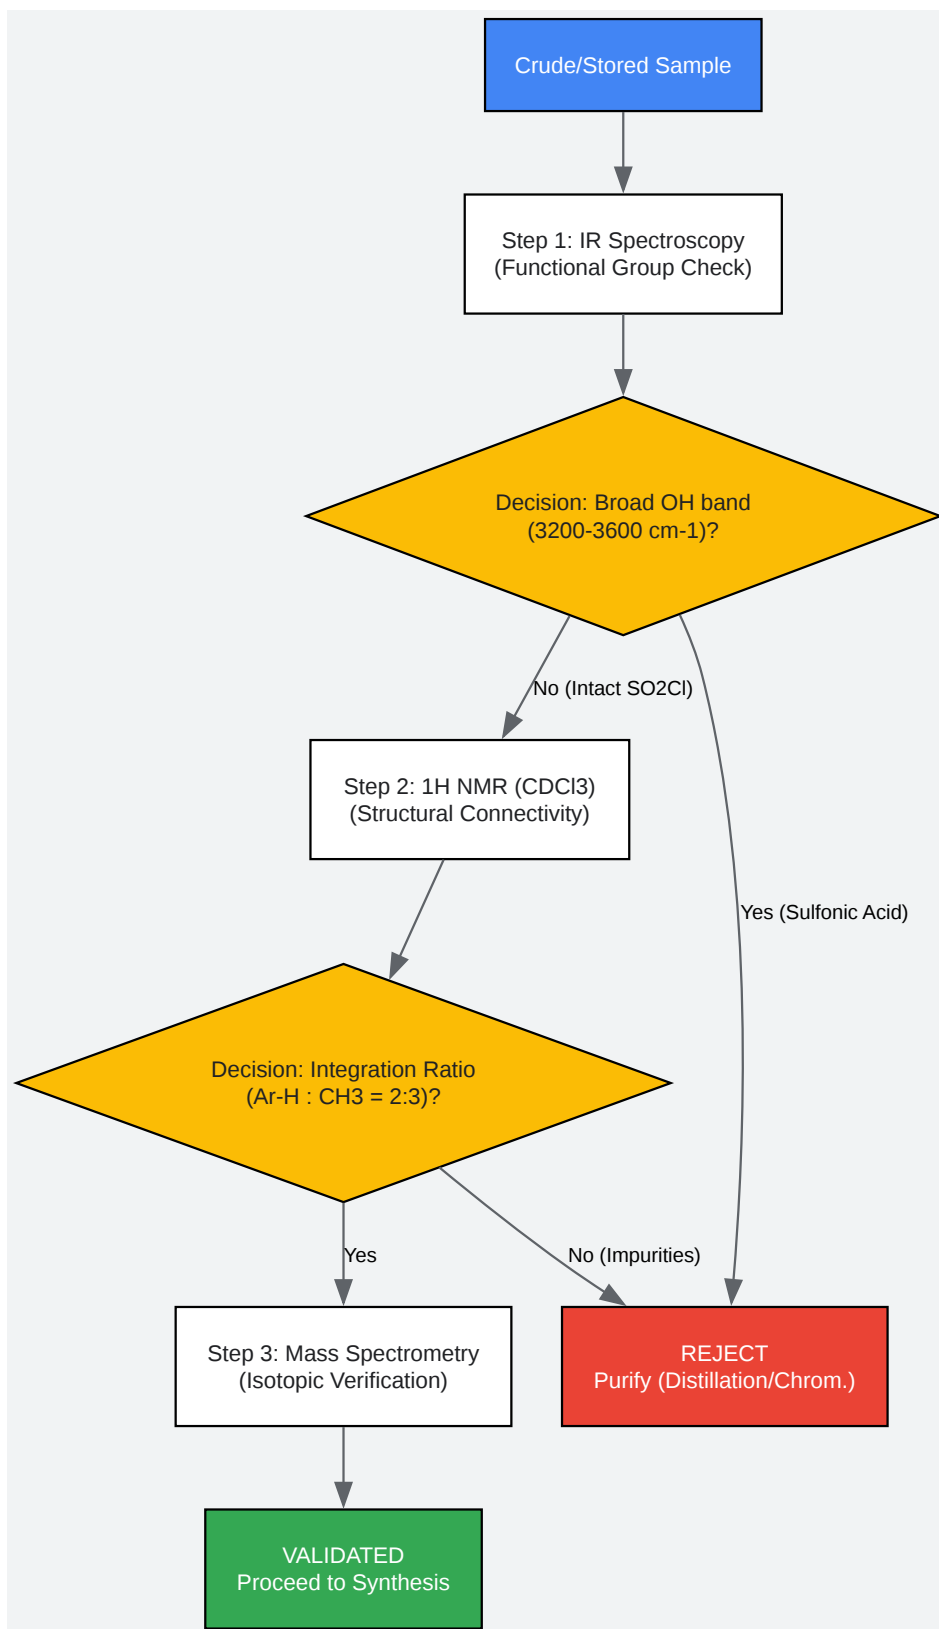 Crude/Stored Sample
Step 1: IR Spectroscopy
(Functional Group Check)
Decision: Broad OH band
(3200-3600 cm-1)?
No (Intact SO2Cl)
Step 2: 1H NMR (CDCl3)
(Structural Connectivity)
Yes (Sulfonic Acid)
Decision: Integration Ratio
(Ar-H : CH3 = 2:3)?
Yes
No (Impurities)
Step 3: Mass Spectrometry
(Isotopic Verification)
REJECT
Purify (Distillation/Chrom.)
VALIDATED
Proceed to Synthesis